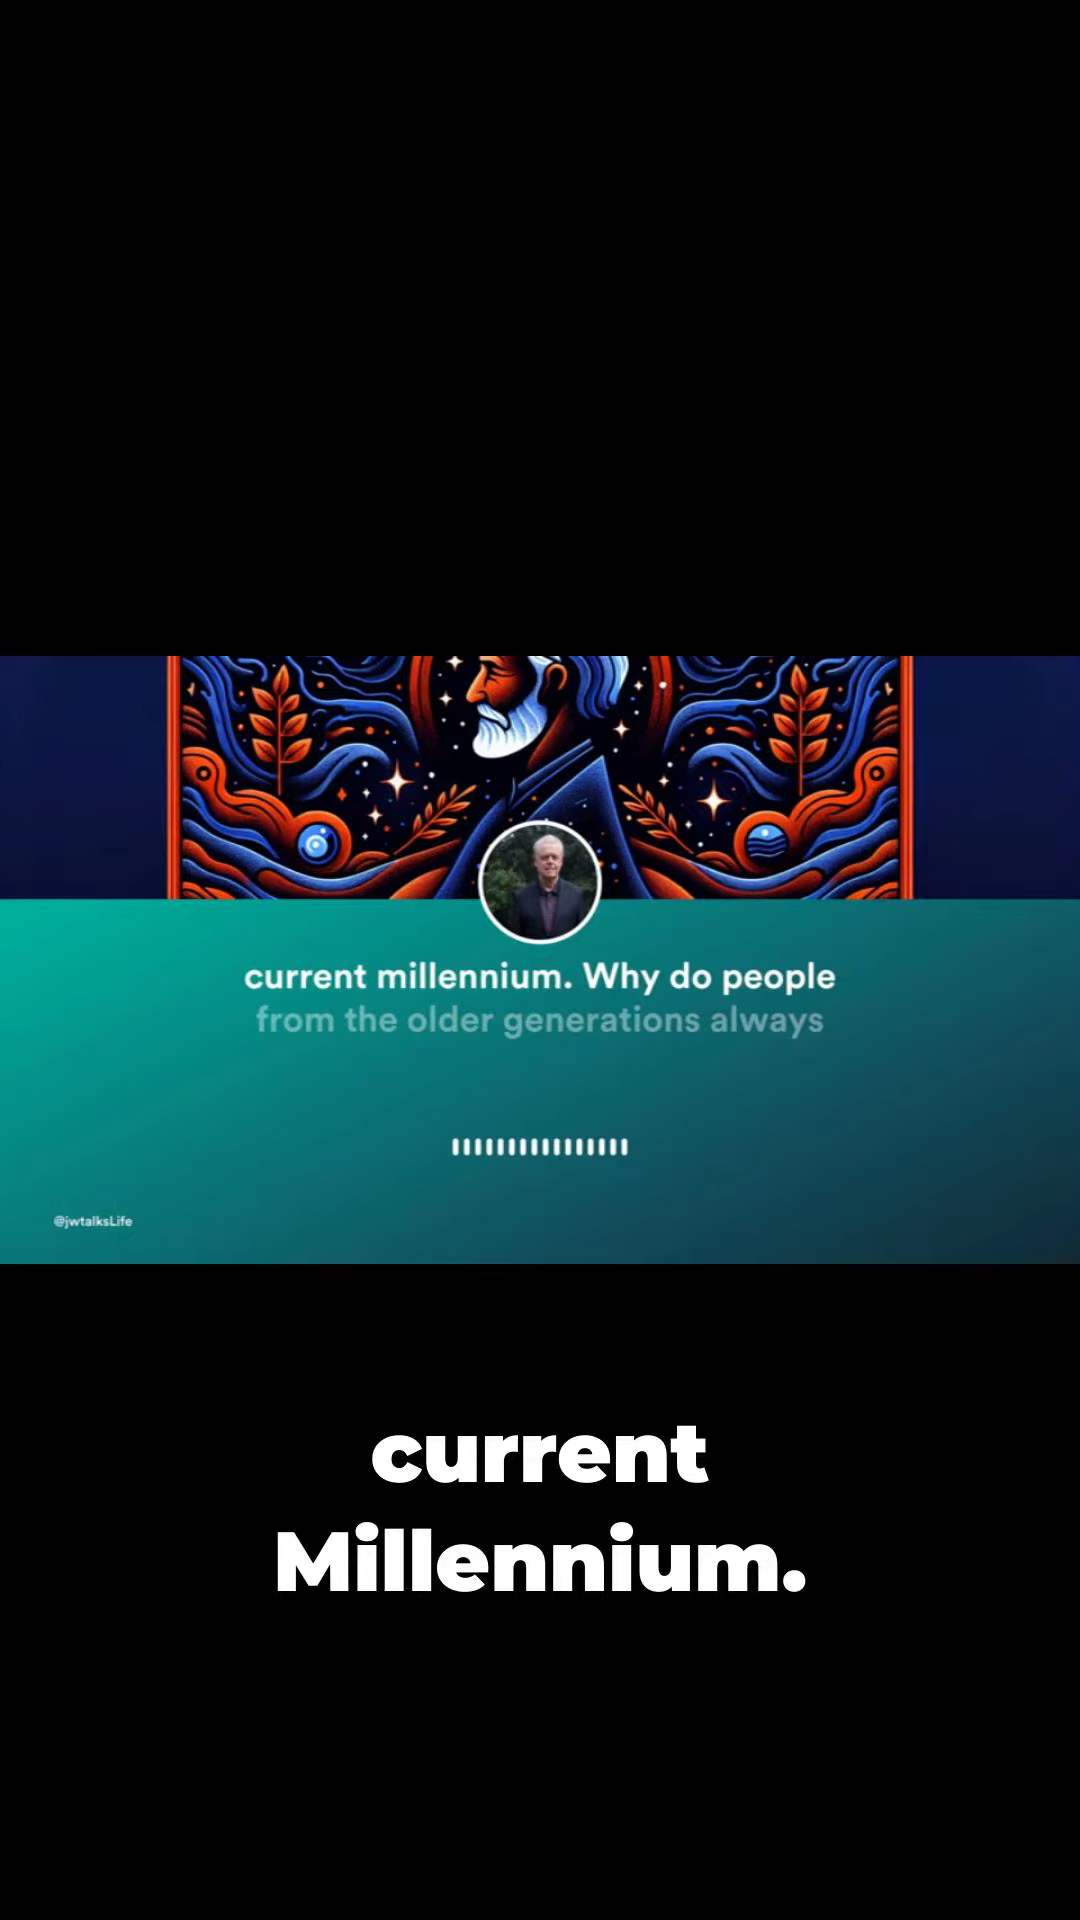 current millennium. Why do people
from the older generations always
@jwtalksLife
current
Millennium.